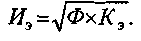 Иэ = √Ф×Кэ.